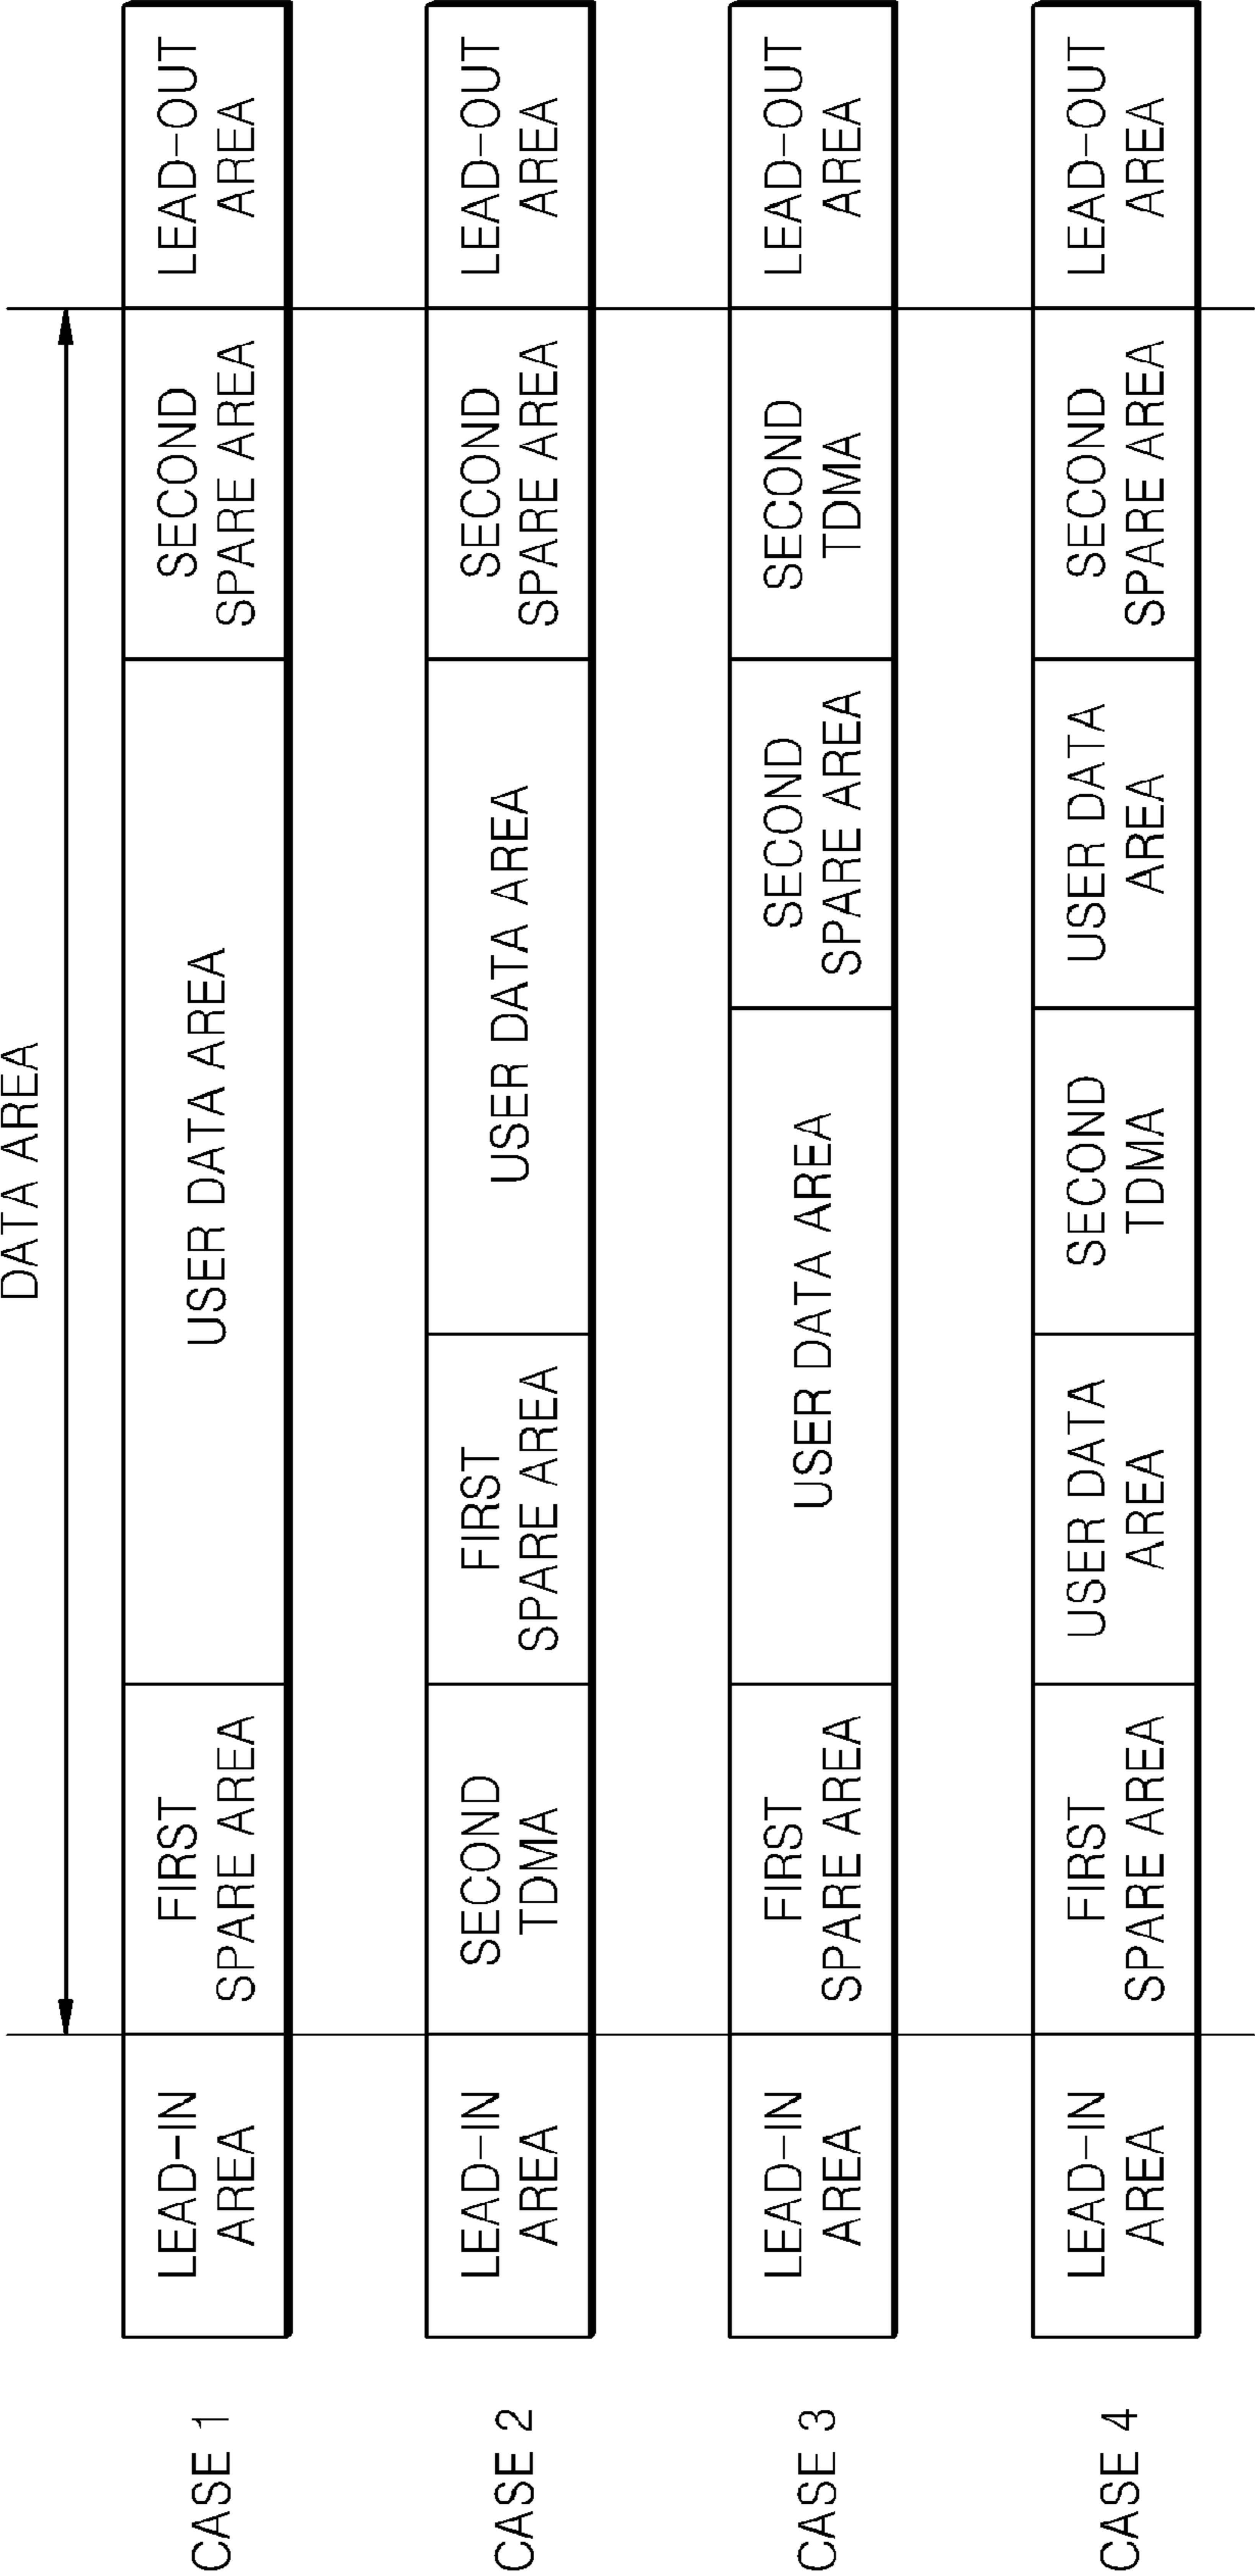 DATA AREA
CASE 1
LEAD-IN
AREA
FIRST
SPARE AREA
USER DATA AREA
SECOND
SPARE AREA
LEAD-OUT
AREA
CASE 2
LEAD-IN
AREA
SECOND
TDMA
FIRST
SPARE AREA
USER DATA AREA
SECOND
SPARE AREA
LEAD-OUT
AREA
CASE 3
LEAD-IN
AREA
FIRST
SPARE AREA
USER DATA AREA
SECOND
SPARE AREA
SECOND
TDMA
LEAD-OUT
AREA
CASE 4
LEAD-IN
AREA
FIRST
SPARE AREA
USER DATA
AREA
SECOND
TDMA
USER DATA
AREA
SECOND
SPARE AREA
LEAD-OUT
AREA